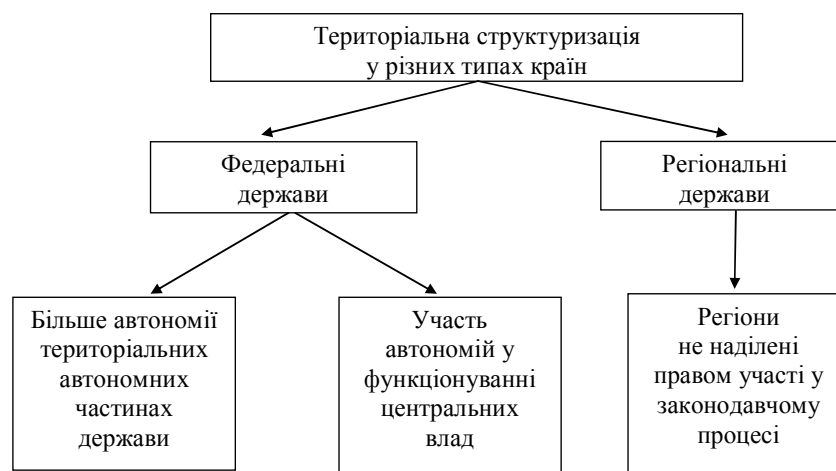 Територіальна структуризація
у різних типах країн
Федеральні
держави
Регіональні
держави
Більше автономії
територіальних
автономних
частинах
держави
Участь
автономій у
функціонуванні
центральних
влад
Регіони
не наділені
правом участі у
законодавчому
процесі